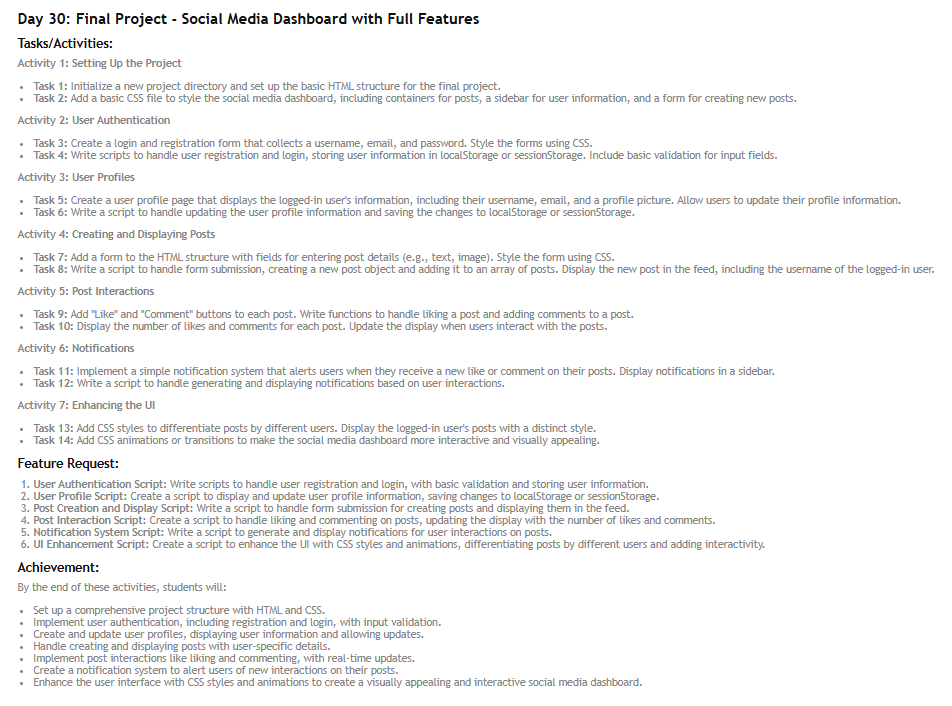 Day 30: Final Project - Social Media Dashboard with Full Features
Tasks/Activities:
Activity 1: Setting Up the Project
• Task 1: Initialize a new project directory and set up the basic HTML structure for the final project.
• Task 2: Add a basic CSS file to style the social media dashboard, including containers for posts, a sidebar for user information, and a form for creating new posts.
Activity 2: User Authentication
• Task 3: Create a login and registration form that collects a username, email, and password. Style the forms using CSS.
• Task 4: Write scripts to handle user registration and login, storing user information in localStorage or sessionStorage. Include basic validation for input fields.
Activity 3: User Profiles
• Task 5: Create a user profile page that displays the logged-in user's information, including their username, email, and a profile picture. Allow users to update their profile information.
• Task 6: Write a script to handle updating the user profile information and saving the changes to localStorage or sessionStorage.
Activity 4: Creating and Displaying Posts
• Task 7: Add a form to the HTML structure with fields for entering post details (e.g., text, image). Style the form using CSS.
• Task 8: Write a script to handle form submission, creating a new post object and adding it to an array of posts. Display the new post in the feed, including the username of the logged-in user.
Activity 5: Post Interactions
• Task 9: Add "Like" and "Comment" buttons to each post. Write functions to handle liking a post and adding comments to a post.
• Task 10: Display the number of likes and comments for each post. Update the display when users interact with the posts.
Activity 6: Notifications
• Task 11: Implement a simple notification system that alerts users when they receive a new like or comment on their posts. Display notifications in a sidebar.
• Task 12: Write a script to handle generating and displaying notifications based on user interactions.
Activity 7: Enhancing the UI
• Task 13: Add CSS styles to differentiate posts by different users. Display the logged-in user's posts with a distinct style.
• Task 14: Add CSS animations or transitions to make the social media dashboard more interactive and visually appealing.
Feature Request:
1. User Authentication Script: Write scripts to handle user registration and login, with basic validation and storing user information.
2. User Profile Script: Create a script to display and update user profile information, saving changes to localStorage or sessionStorage.
3. Post Creation and Display Script: Write a script to handle form submission for creating posts and displaying them in the feed.
4. Post Interaction Script: Create a script to handle liking and commenting on posts, updating the display with the number of likes and comments.
5. Notification System Script: Write a script to generate and display notifications for user interactions on posts.
6. UI Enhancement Script: Create a script to enhance the UI with CSS styles and animations, differentiating posts by different users and adding interactivity.
Achievement:
By the end of these activities, students will:
• Set up a comprehensive project structure with HTML and CSS.
• Implement user authentication, including registration and login, with input validation.
• Create and update user profiles, displaying user information and allowing updates.
• Handle creating and displaying posts with user-specific details.
• Implement post interactions like liking and commenting, with real-time updates.
• Create a notification system to alert users of new interactions on their posts.
• Enhance the user interface with CSS styles and animations to create a visually appealing and interactive social media dashboard.